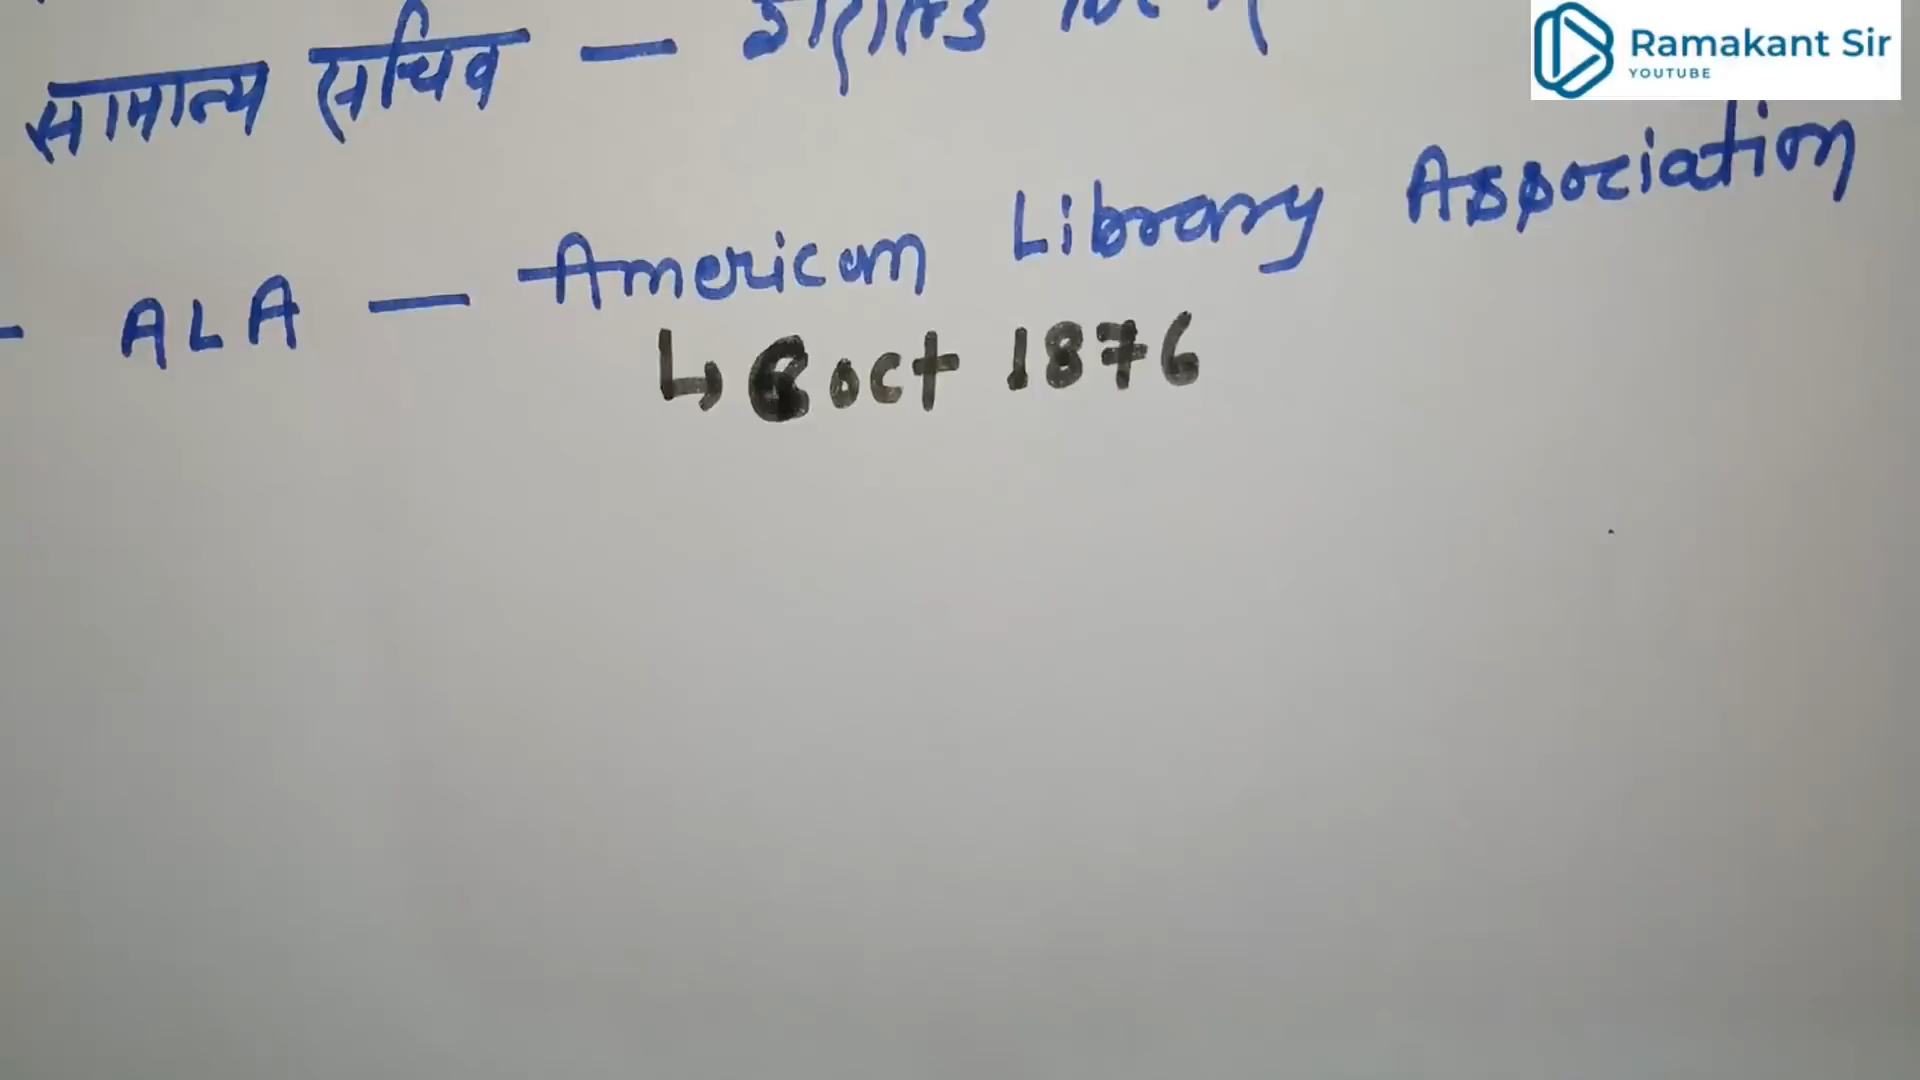 सामान्य सचिव —
Ramakant Sir
YOUTUBE
- ALA — American Library Association
↳ 6 oct 1876